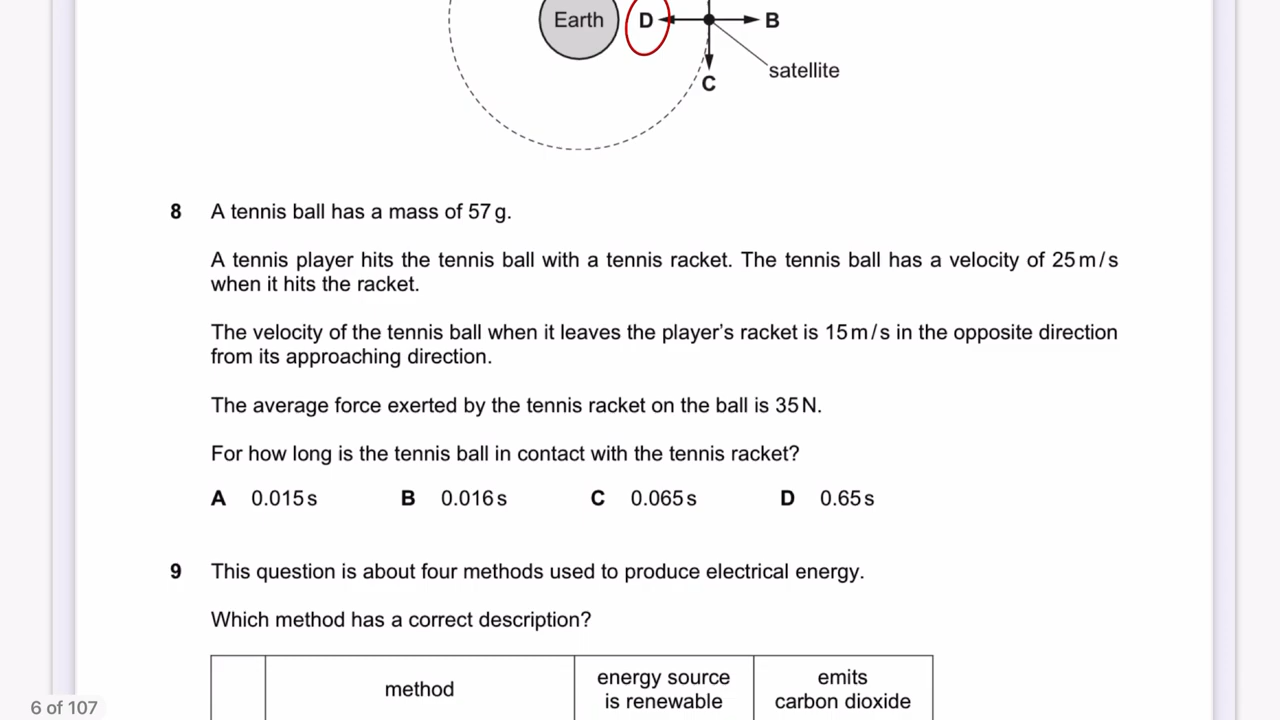 Earth D B
satellite
C
8 A tennis ball has a mass of 57 g.
A tennis player hits the tennis ball with a tennis racket. The tennis ball has a velocity of 25 m / s
when it hits the racket.
The velocity of the tennis ball when it leaves the player’s racket is 15 m / s in the opposite direction
from its approaching direction.
The average force exerted by the tennis racket on the ball is 35 N.
For how long is the tennis ball in contact with the tennis racket?
A 0.015 s B 0.016 s C 0.065 s D 0.65 s
9 This question is about four methods used to produce electrical energy.
Which method has a correct description?
method
energy source
is renewable
emits
carbon dioxide
6 of 107